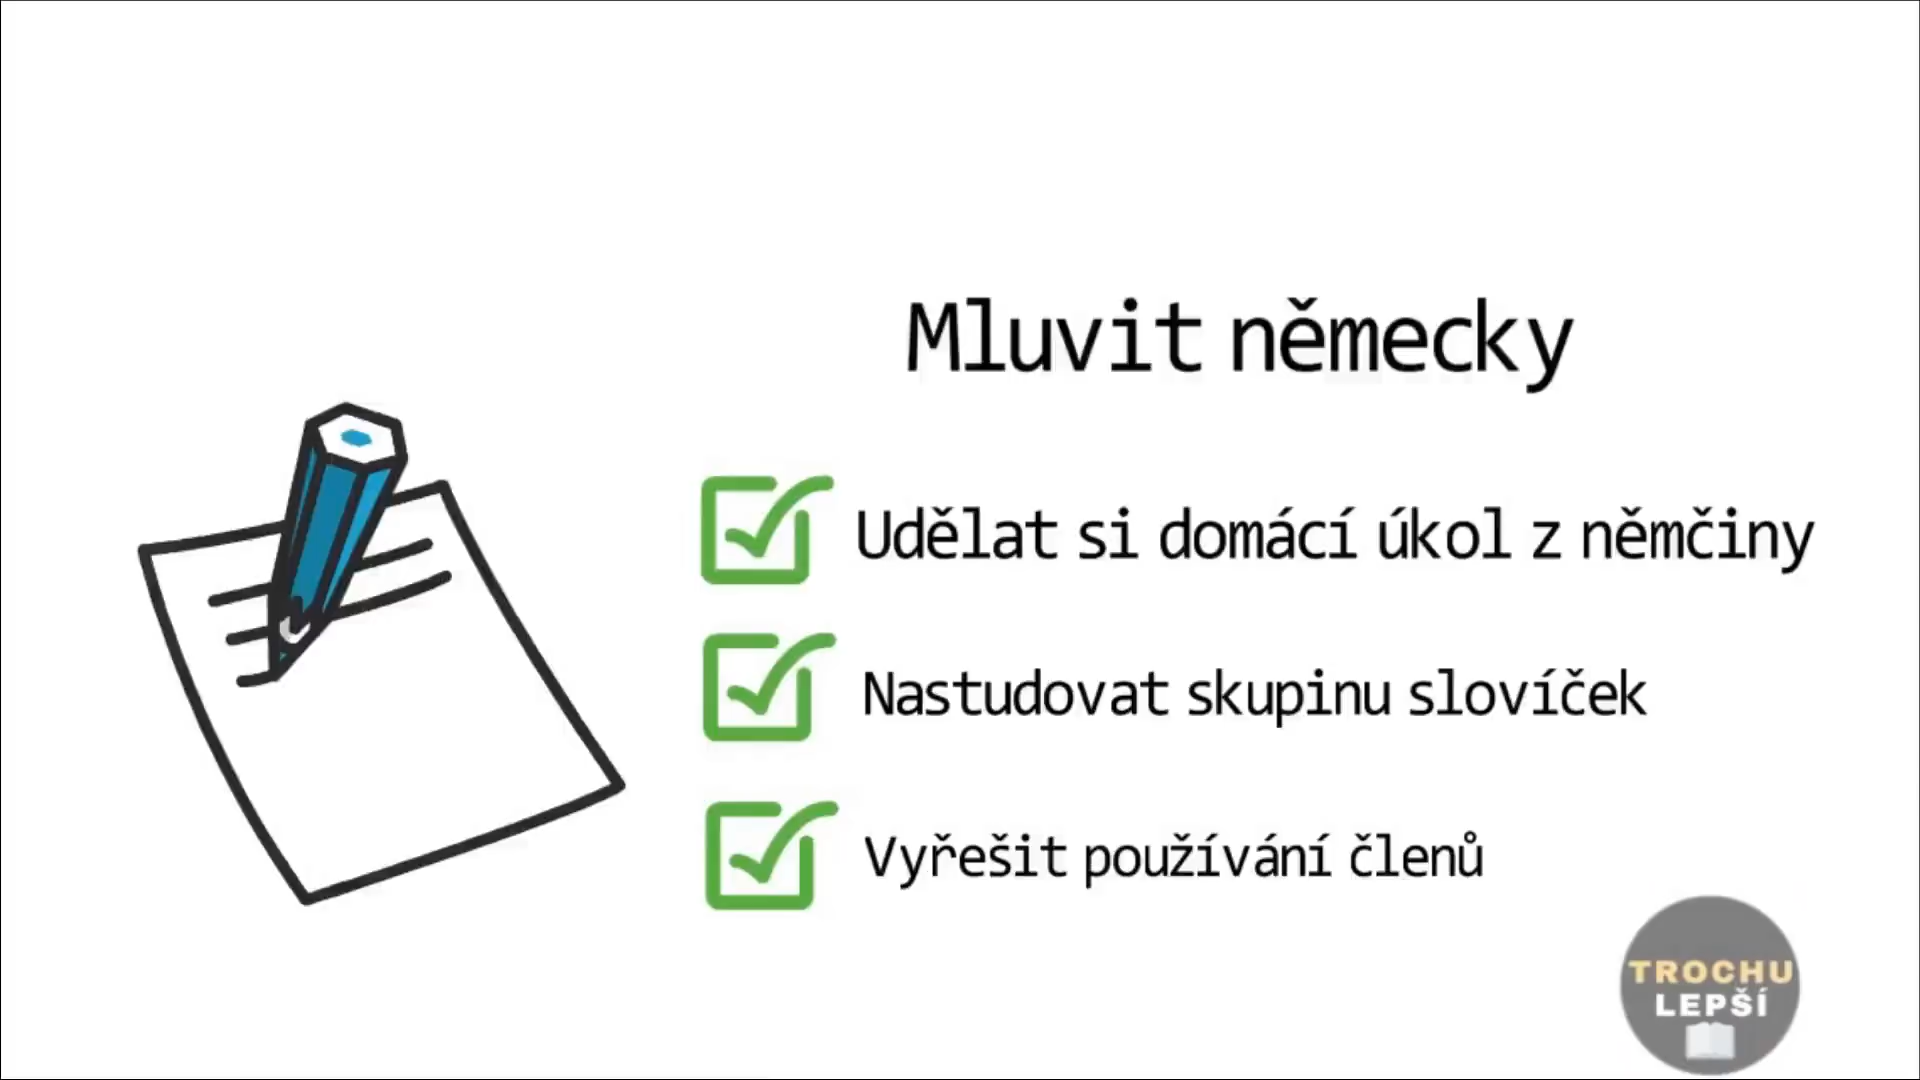 Mluvit německy
Udělat si domácí úkol z němčiny
Nastudovat skupinu slovíček
Vyřešit používání členů
TROCHU
LEPŠÍ